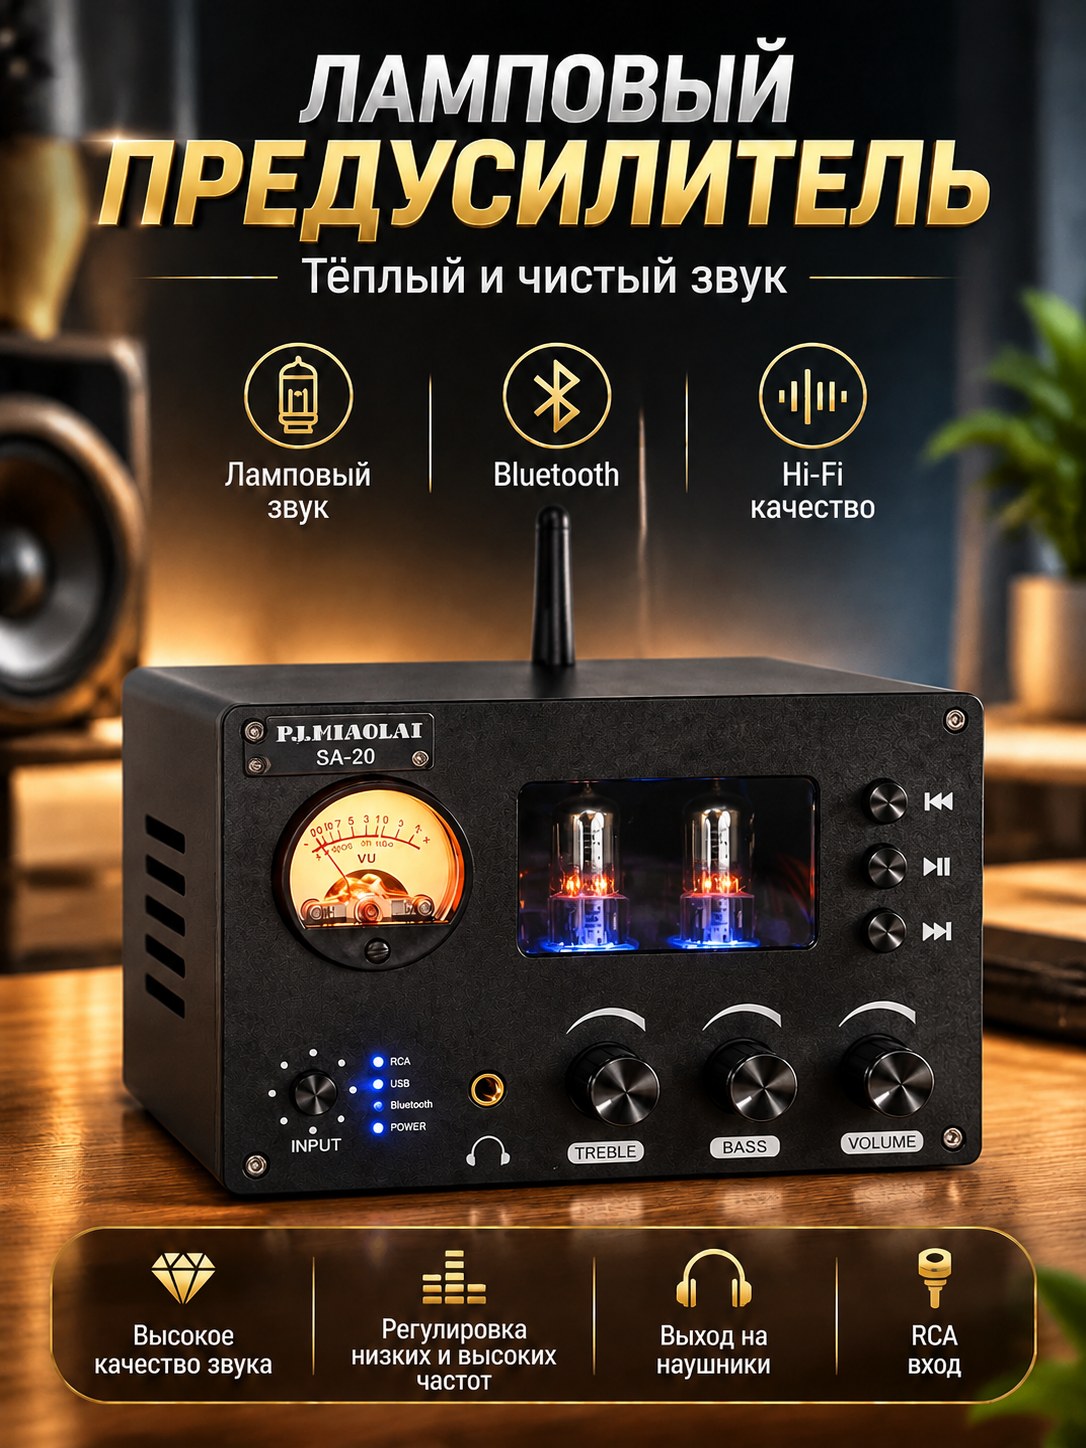 ЛАМПОВЫЙ
ПРЕДУСИЛИТЕЛЬ
Тёплый и чистый звук
Ламповый
звук
Bluetooth
Hi-Fi
качество
PJ.MIAOLAI
SA-20
VU
RCA
USB
Bluetooth
POWER
INPUT
TREBLE
BASS
VOLUME
Высокое
качество звука
Регулировка
низких и высоких
частот
Выход на
наушники
RCA
вход